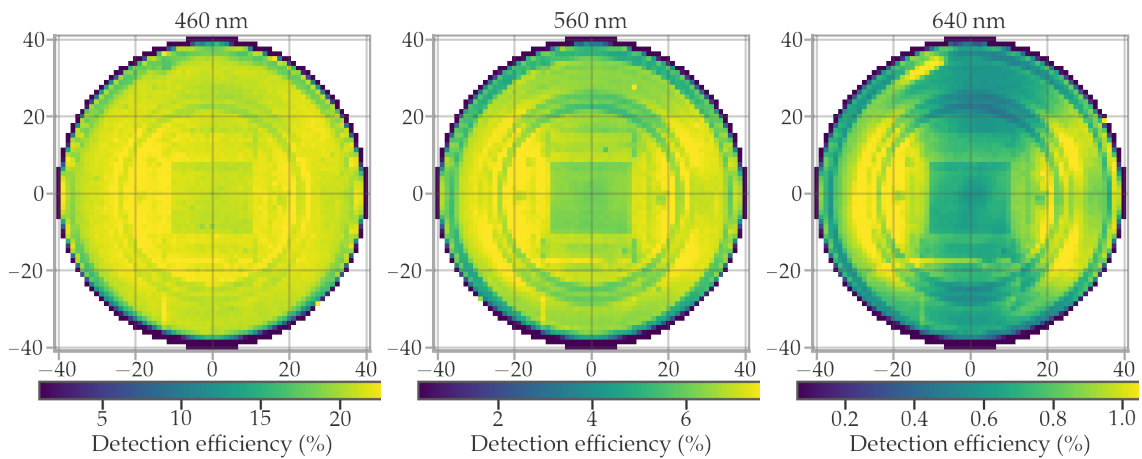 460 nm 560 nm 640 nm
40 40 40
20 20 20
0 0 0
−20 −20 −20
−40 −40 −40
−40 −20 0 20 40 −40 −20 0 20 40 −40 −20 0 20 40
5 10 15 20 2 4 6 0.2 0.4 0.6 0.8 1.0
Detection efficiency (%) Detection efficiency (%) Detection efficiency (%)